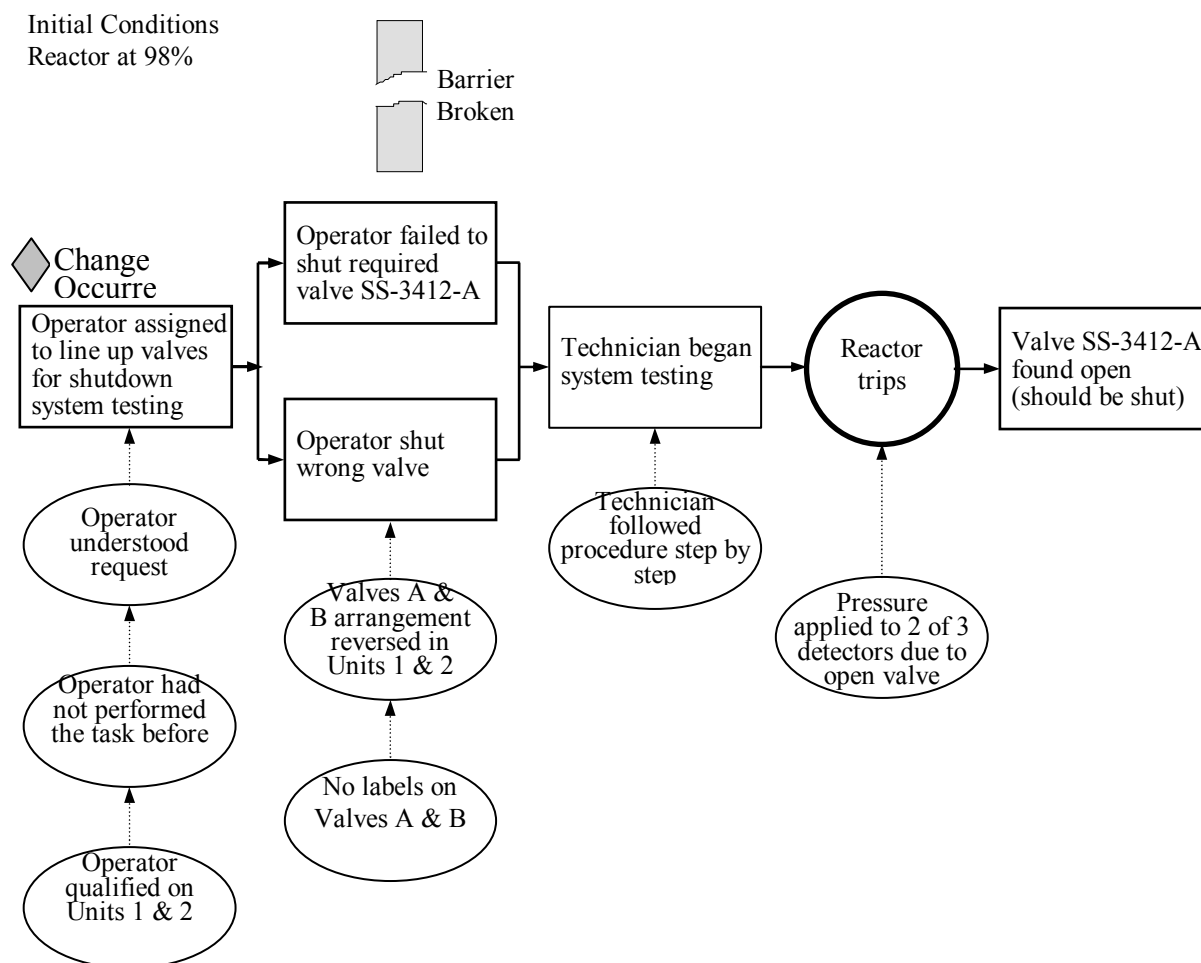 Initial Conditions
Reactor at 98%
Barrier
Broken
Change
Occurre
Operator assigned
to line up valves
for shutdown
system testing
Operator failed to
shut required
valve SS-3412-A
Operator shut
wrong valve
Technician began
system testing
Reactor
trips
Valve SS-3412-A
found open
(should be shut)
Operator
understood
request
Operator had
not performed
the task before
Operator
qualified on
Units 1 & 2
Valves A &
B arrangement
reversed in
Units 1 & 2
No labels on
Valves A & B
Technician
followed
procedure step by
step
Pressure
applied to 2 of 3
detectors due to
open valve